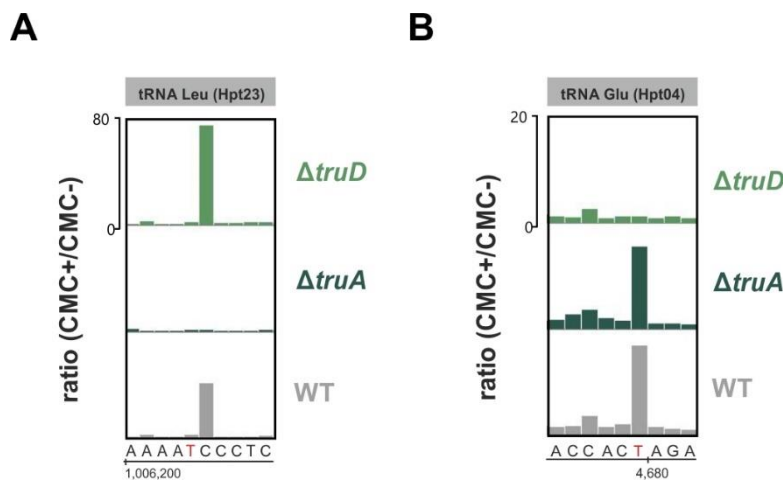 A
B
tRNA Leu (Hpt23)
tRNA Glu (Hpt04)
ratio (CMC+/CMC-)
80
0
ΔtruD
ΔtruA
WT
A A A A T C C C T C
1,006,200
ratio (CMC+/CMC-)
20
0
ΔtruD
ΔtruA
WT
A C C A C T A G A
4,680